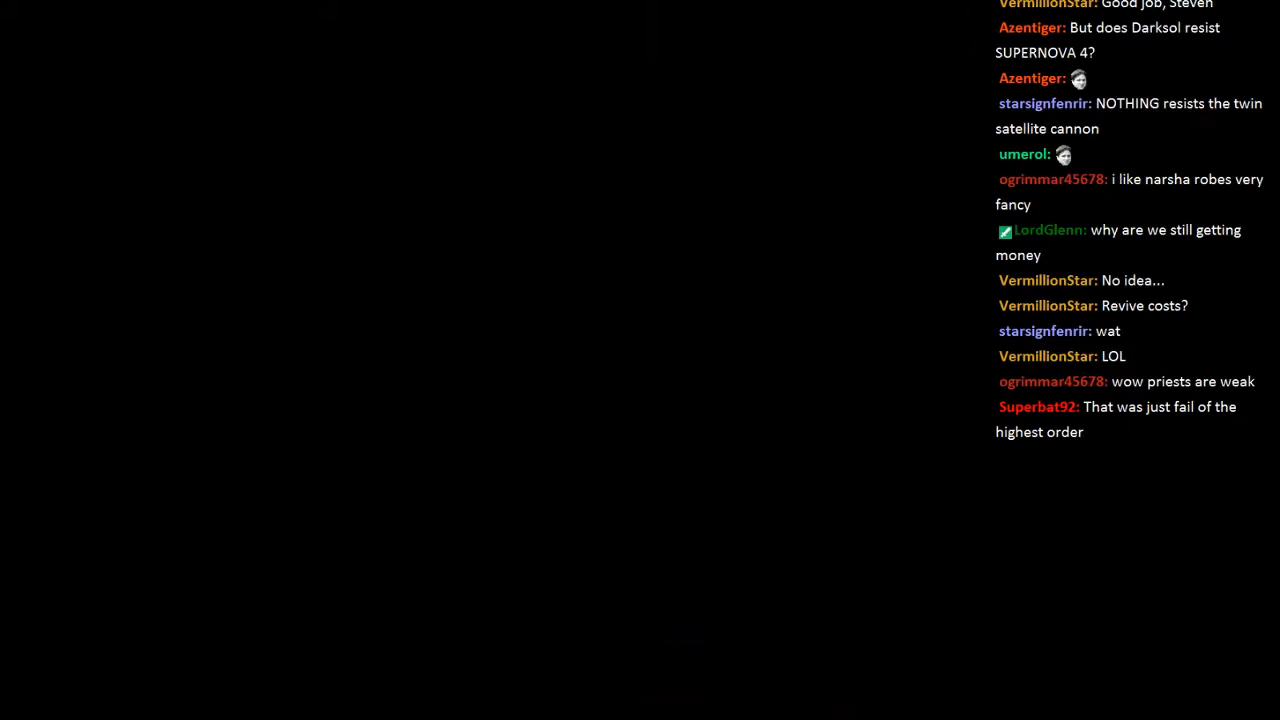 VermillionStar: Good job, Steven
Azentiger: But does Darksol resist
SUPERNOVA 4?
Azentiger:
starsignfenrir: NOTHING resists the twin
satellite cannon
umerol:
ogrimmar45678: i like narsha robes very
fancy
LordGlenn: why are we still getting
money
VermillionStar: No idea...
VermillionStar: Revive costs?
starsignfenrir: wat
VermillionStar: LOL
ogrimmar45678: wow priests are weak
Superbat92: That was just fail of the
highest order